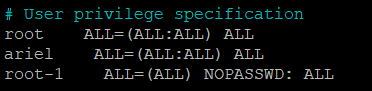 # User privilege specification
root    ALL=(ALL:ALL) ALL
ariel    ALL=(ALL:ALL) ALL
root-1    ALL=(ALL) NOPASSWD: ALL